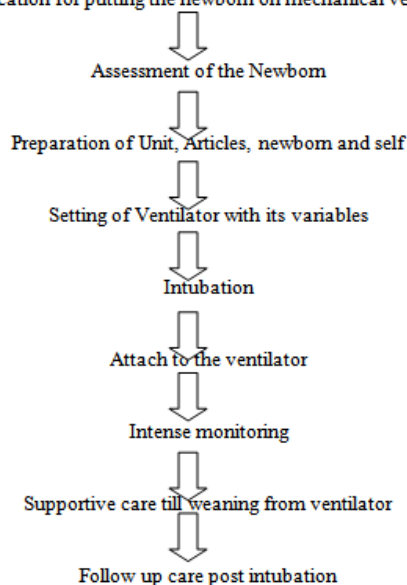 cation for putting the newborn on mechanical ve
Assessment of the Newborn
Preparation of Unit, Articles, newborn and self
Setting of Ventilator with its variables
Intubation
Attach to the ventilator
Intense monitoring
Supportive care till weaning from ventilator
Follow up care post intubation